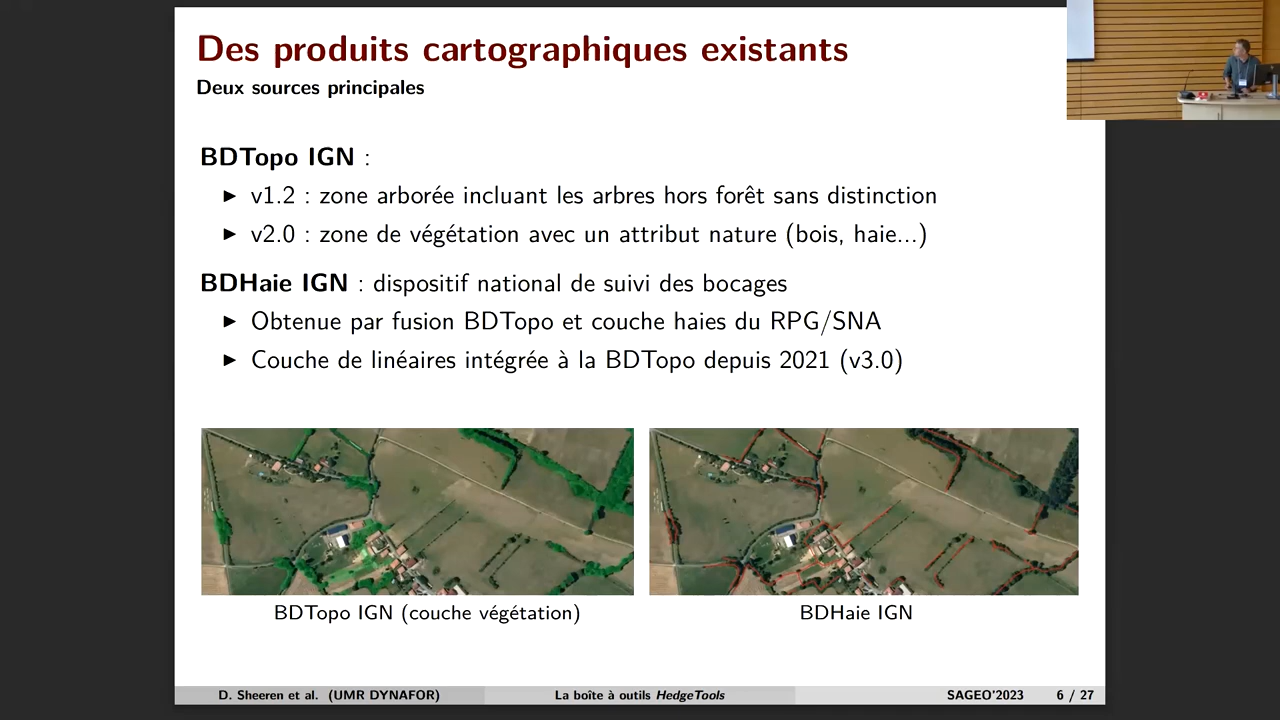 Des produits cartographiques existants
Deux sources principales
BDTopo IGN :
▶ v1.2 : zone arborée incluant les arbres hors forêt sans distinction
▶ v2.0 : zone de végétation avec un attribut nature (bois, haie...)
BDHaie IGN : dispositif national de suivi des bocages
▶ Obtenue par fusion BDTopo et couche haies du RPG/SNA
▶ Couche de linéaires intégrée à la BDTopo depuis 2021 (v3.0)
BDTopo IGN (couche végétation)
BDHaie IGN
D. Sheeren et al. (UMR DYNAFOR)
La boîte à outils HedgeTools
SAGEO'2023
6 / 27